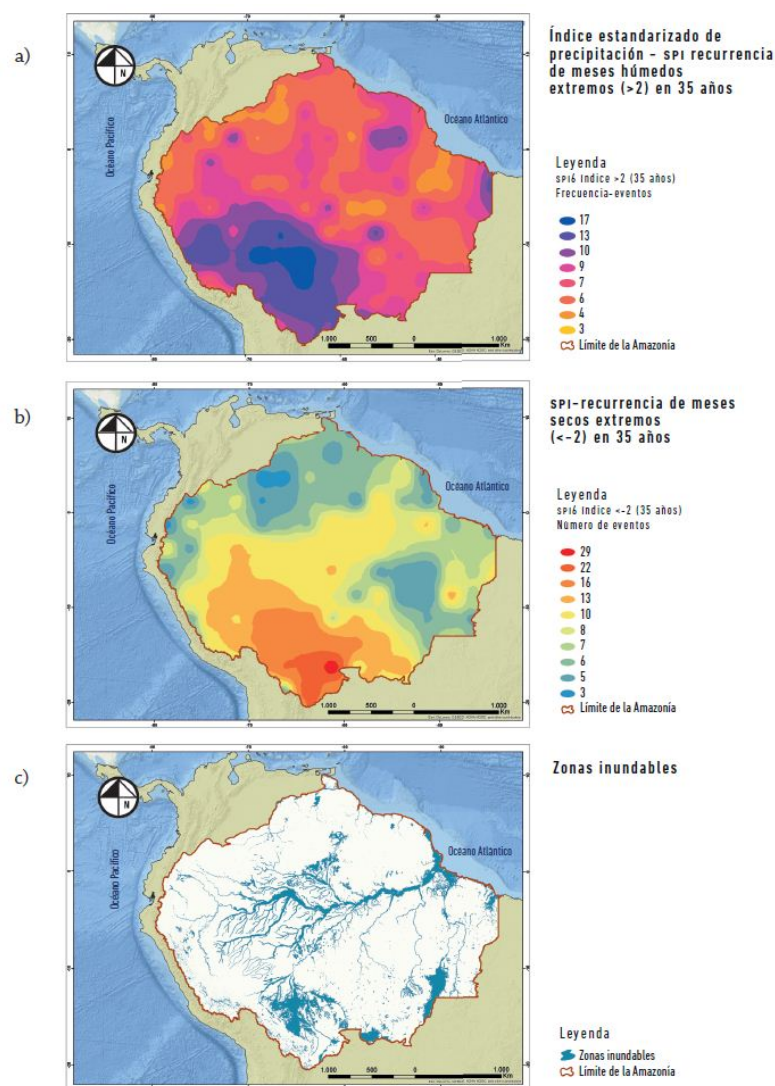 a)
N
Océano Pacífico
Océano Atlántico
1.000 500 0 1.000
Km
Índice estandarizado de
precipitación - SPI recurrencia
de meses húmedos
extremos (>2) en 35 años
Leyenda
SPI6 índice >2 (35 años)
Frecuencia-eventos
17
13
10
9
7
6
4
3
Límite de la Amazonía
b)
N
Océano Pacífico
Océano Atlántico
1.000 500 0 1.000
Km
SPI-recurrencia de meses
secos extremos
(<-2) en 35 años
Leyenda
SPI6 índice <-2 (35 años)
Número de eventos
29
22
16
13
10
8
7
6
5
3
Límite de la Amazonía
c)
N
Océano Pacífico
Océano Atlántico
1.000 500 0 1.000
Km
Zonas inundables
Leyenda
Zonas inundables
Límite de la Amazonía